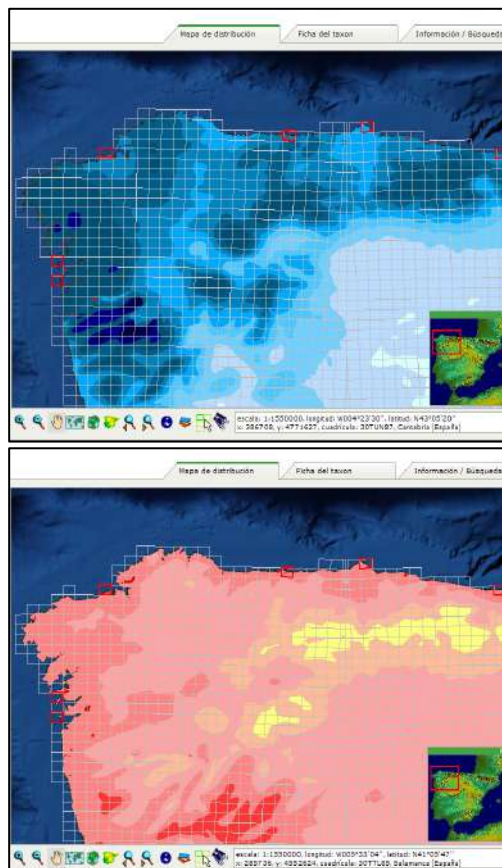 Mapa de distribución Ficha del taxon Información / Búsqueda
escala: 1:1550000, longitud: W004°23'30", latitud: N43°05'20"
x: 386708, y: 4771627, cuadrícula: 30TUN87, Cantabria (España)
Mapa de distribución Ficha del taxon Información / Búsqueda
escala: 1:1550000, longitud: W005°33'04", latitud: N41°05'47"
x: 285736, y: 4552624, cuadrícula: 30TTL85, Salamanca (España)